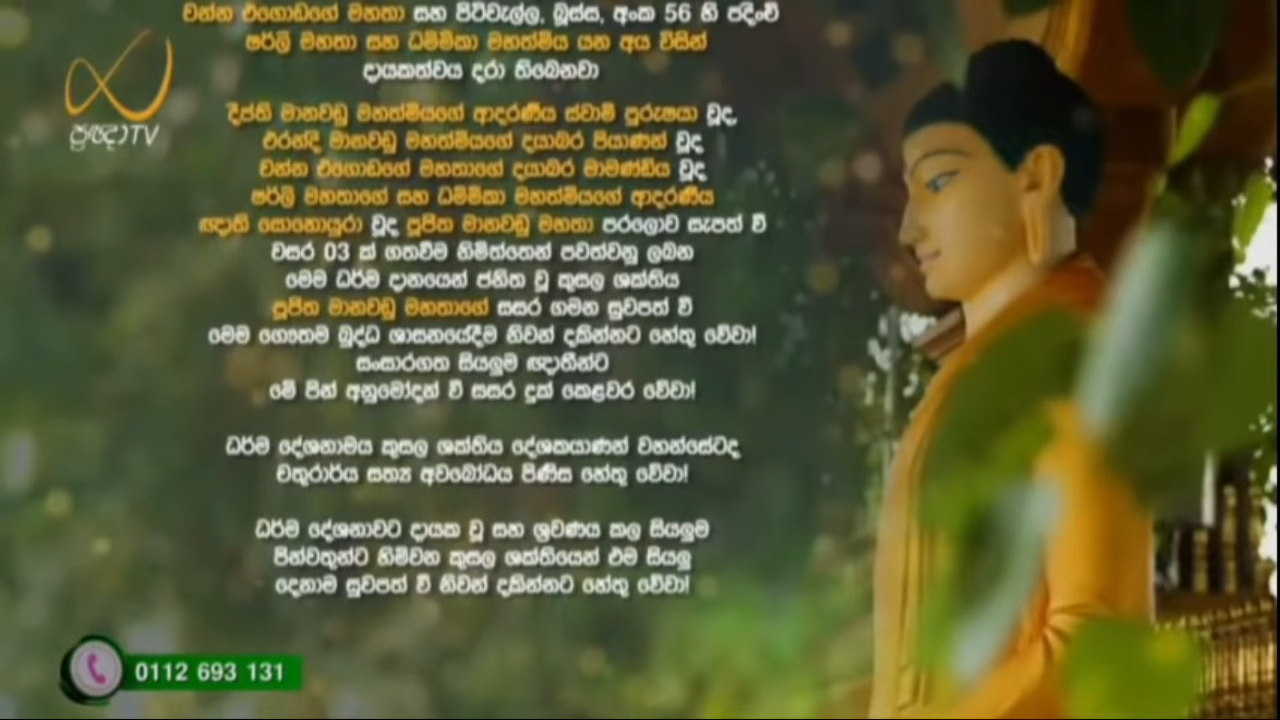 වන්න එගොඩගේ මහතා සහ පිටිවැල්ල, බූස්ස, අංක 56 හි පදිංචි
ෂර්ලි මහතා සහ ධම්මිකා මහත්මිය යන අය විසින්
දායකත්වය දරා තිබෙනවා
දීප්ති මානවඩු මහත්මියගේ ආදරණීය ස්වාමි පුරුෂයා වූද,
එරන්දි මානවඩු මහත්මියගේ දයාබර පියාණන් වූද
වන්න එගොඩගේ මහතාගේ දයාබර මාමණ්ඩිය වූද
ෂර්ලි මහතාගේ සහ ධම්මිකා මහත්මියගේ ආදරණීය
ඥාති සොහොයුරා වූද පූජිත මානවඩු මහතා පරලොව සැපත් වී
වසර 03 ක් ගතවීම නිමිත්තෙන් පවත්වනු ලබන
මෙම ධර්ම දානයෙන් ජනිත වූ කුසල ශක්තිය
පූජිත මානවඩු මහතාගේ සසර ගමන සුවපත් වී
මෙම ගෞතම බුද්ධ ශාසනයේදීම නිවන් දකින්නට හේතු වේවා!
සංසාරගත සියලුම ඥාතීන්ට
මේ පින් අනුමෝදන් වී සසර දුක් කෙළවර වේවා!
ධර්ම දේශනාමය කුසල ශක්තිය දේශකයාණන් වහන්සේටද
චතුරාර්ය සත්‍ය අවබෝධය පිණිස හේතු වේවා!
ධර්ම දේශනාවට දායක වූ සහ ශ්‍රවණය කල සියලුම
පින්වතුන්ට හිමිවන කුසල ශක්තියෙන් එම සියලු
දෙනාම සුවපත් වී නිවන් දකින්නට හේතු වේවා!
ප්‍රඥාTV
0112 693 131